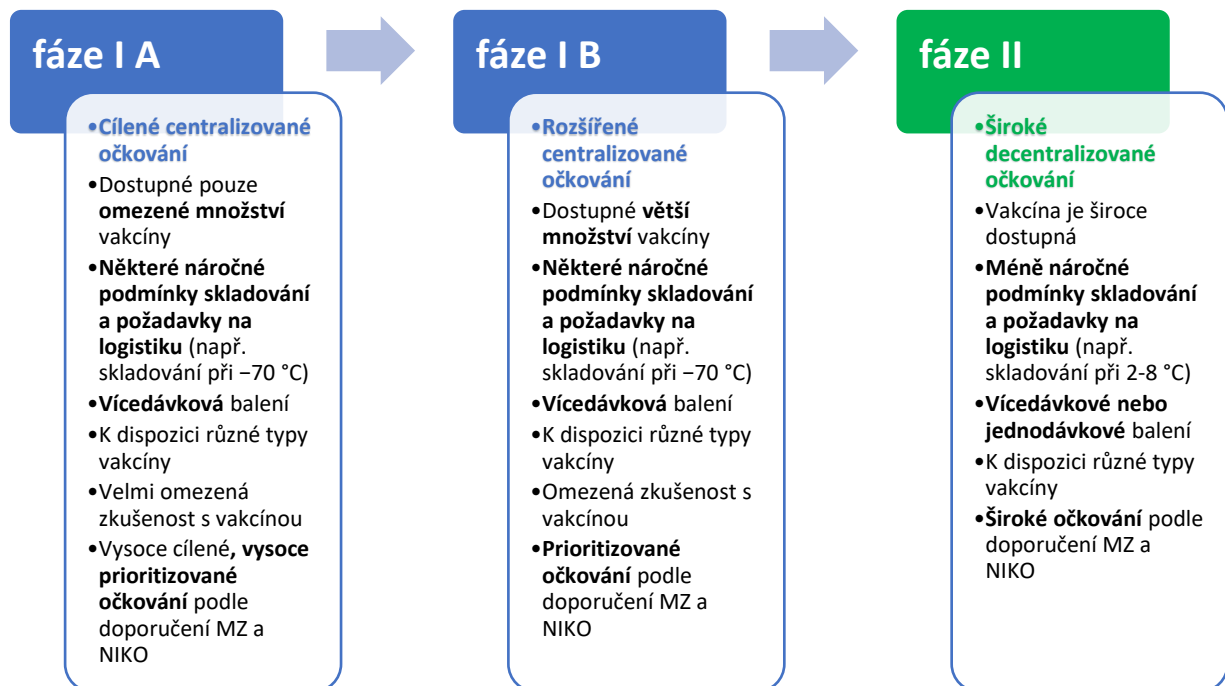 fáze I A
•Cílené centralizované
očkování
•Dostupné pouze
omezené množství
vakcíny
•Některé náročné
podmínky skladování
a požadavky na
logistiku (např.
skladování při −70 °C)
•Vícedávková balení
•K dispozici různé typy
vakcíny
•Velmi omezená
zkušenost s vakcínou
•Vysoce cílené, vysoce
prioritizované
očkování podle
doporučení MZ a
NIKO
fáze I B
•Rozšířené
centralizované
očkování
•Dostupné větší
množství vakcíny
•Některé náročné
podmínky skladování
a požadavky na
logistiku (např.
skladování při −70 °C)
•Vícedávková balení
•K dispozici různé typy
vakcíny
•Omezená zkušenost s
vakcínou
•Prioritizované
očkování podle
doporučení MZ a
NIKO
fáze II
•Široké
decentralizované
očkování
•Vakcína je široce
dostupná
•Méně náročné
podmínky skladování
a požadavky na
logistiku (např.
skladování při 2-8 °C)
•Vícedávkové nebo
jednodávkové balení
•K dispozici různé typy
vakcíny
•Široké očkování podle
doporučení MZ a
NIKO